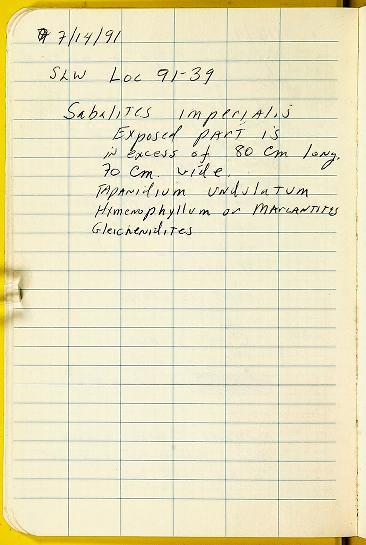 7/14/91
SLW Loc 91-39
Sabalites imperialis
Exposed part is
in excess of 80 cm long,
70 cm. wide.
Tapanidium undulatum
Himenophyllum or Marcantites
Gleichenidites